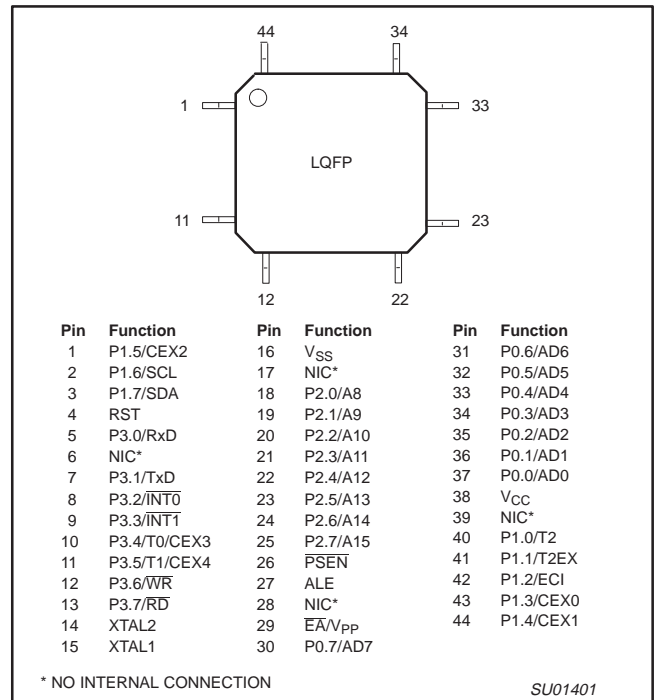 44 34
1 33
LQFP
11 23
12 22
Pin Function Pin Function Pin Function
1 P1.5/CEX2 16 VSS 31 P0.6/AD6
2 P1.6/SCL 17 NIC* 32 P0.5/AD5
3 P1.7/SDA 18 P2.0/A8 33 P0.4/AD4
4 RST 19 P2.1/A9 34 P0.3/AD3
5 P3.0/RxD 20 P2.2/A10 35 P0.2/AD2
6 NIC* 21 P2.3/A11 36 P0.1/AD1
7 P3.1/TxD 22 P2.4/A12 37 P0.0/AD0
8 P3.2/I̅N̅T̅0̅ 23 P2.5/A13 38 VCC
9 P3.3/I̅N̅T̅1̅ 24 P2.6/A14 39 NIC*
10 P3.4/T0/CEX3 25 P2.7/A15 40 P1.0/T2
11 P3.5/T1/CEX4 26 P̅S̅E̅N̅ 41 P1.1/T2EX
12 P3.6/W̅R̅ 27 ALE 42 P1.2/ECI
13 P3.7/R̅D̅ 28 NIC* 43 P1.3/CEX0
14 XTAL2 29 E̅A̅/VPP 44 P1.4/CEX1
15 XTAL1 30 P0.7/AD7
* NO INTERNAL CONNECTION SU01401